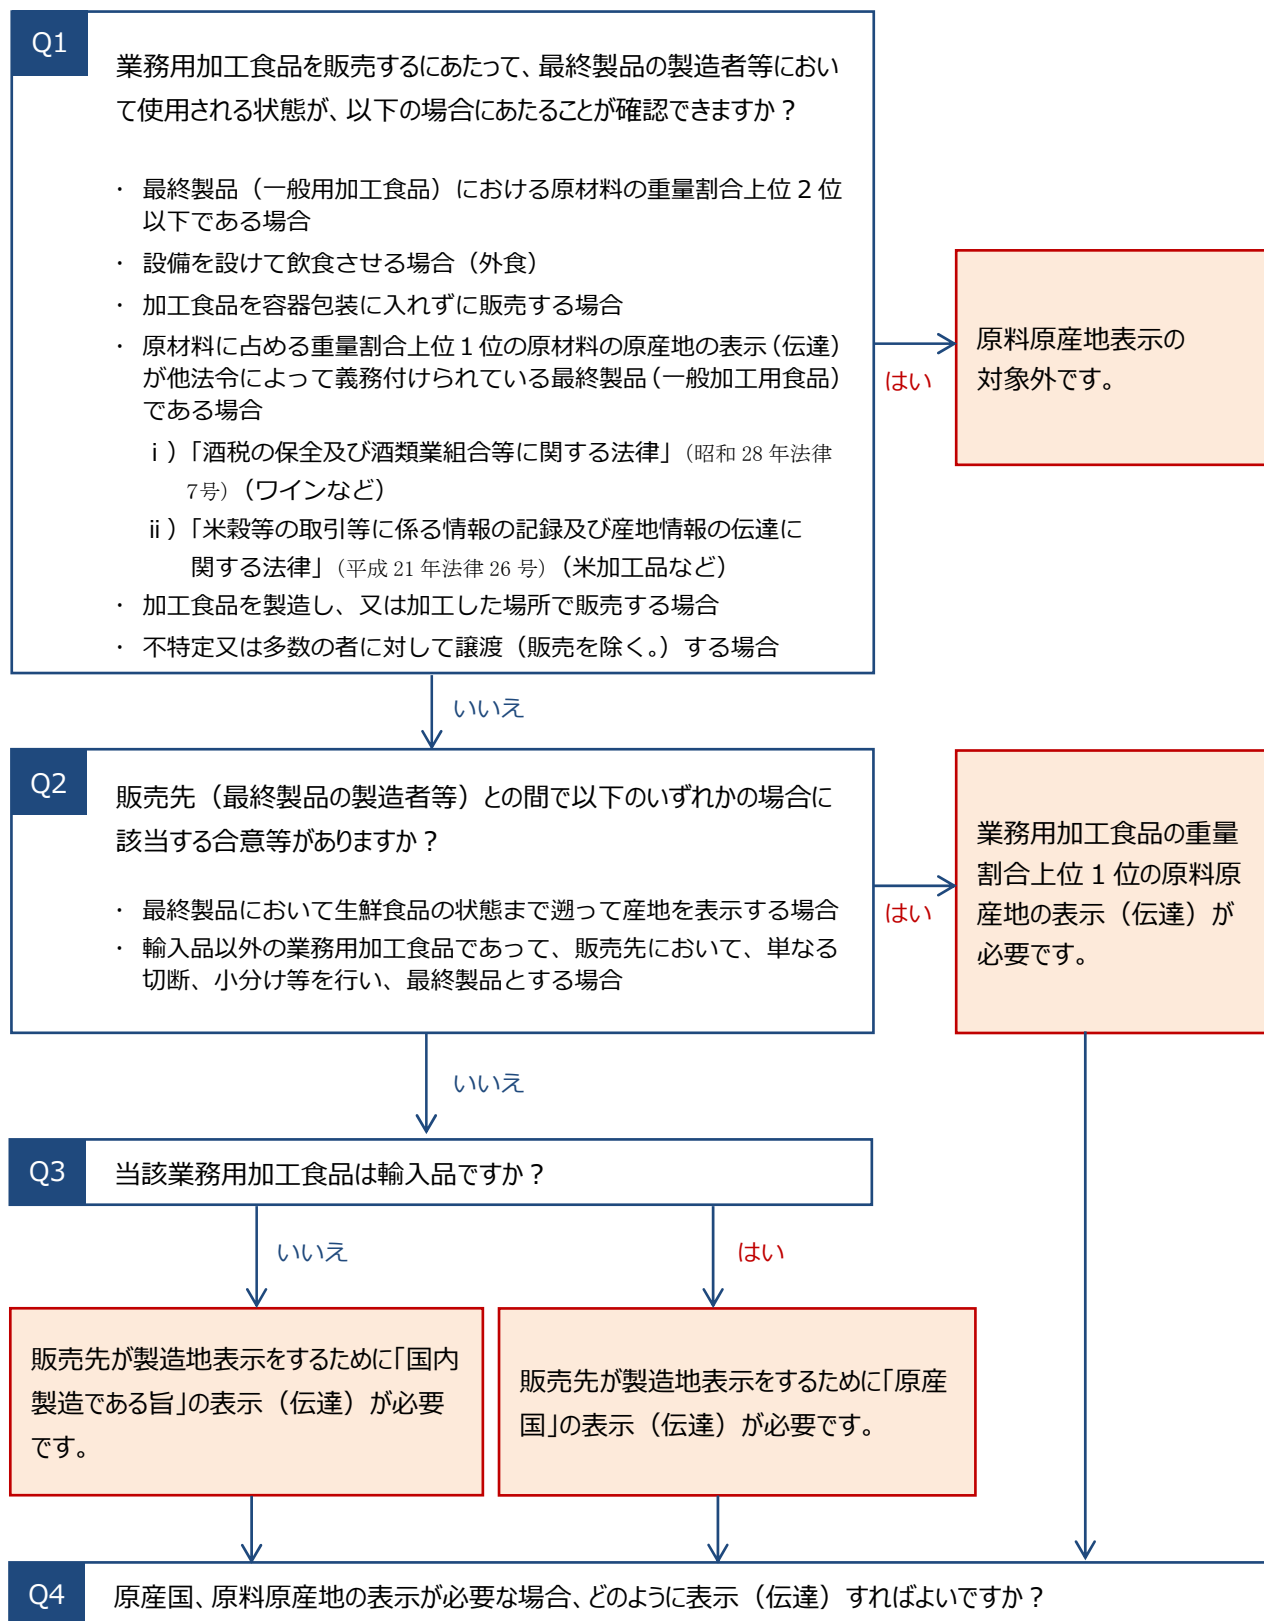 Q1
業務用加工食品を販売するにあたって、最終製品の製造者等におい
て使用される状態が、以下の場合にあたることが確認できますか？
・ 最終製品（一般用加工食品）における原材料の重量割合上位 2 位
以下である場合
・ 設備を設けて飲食させる場合（外食）
・ 加工食品を容器包装に入れずに販売する場合
・ 原材料に占める重量割合上位 1 位の原材料の原産地の表示（伝達）
が他法令によって義務付けられている最終製品（一般加工用食品）
である場合
ⅰ）「酒税の保全及び酒類業組合等に関する法律」（昭和 28 年法律
7号）（ワインなど）
ⅱ）「米穀等の取引等に係る情報の記録及び産地情報の伝達に
関する法律」（平成 21 年法律 26 号）（米加工品など）
・ 加工食品を製造し、又は加工した場所で販売する場合
・ 不特定又は多数の者に対して譲渡（販売を除く。）する場合
はい
原料原産地表示の
対象外です。
いいえ
Q2
販売先（最終製品の製造者等）との間で以下のいずれかの場合に
該当する合意等がありますか？
・ 最終製品において生鮮食品の状態まで遡って産地を表示する場合
・ 輸入品以外の業務用加工食品であって、販売先において、単なる
切断、小分け等を行い、最終製品とする場合
はい
業務用加工食品の重量
割合上位 1 位の原料原
産地の表示（伝達）が
必要です。
いいえ
Q3
当該業務用加工食品は輸入品ですか？
いいえ
はい
販売先が製造地表示をするために「国内
製造である旨」の表示（伝達）が必要
です。
販売先が製造地表示をするために「原産
国」の表示（伝達）が必要です。
Q4
原産国、原料原産地の表示が必要な場合、どのように表示（伝達）すればよいですか？